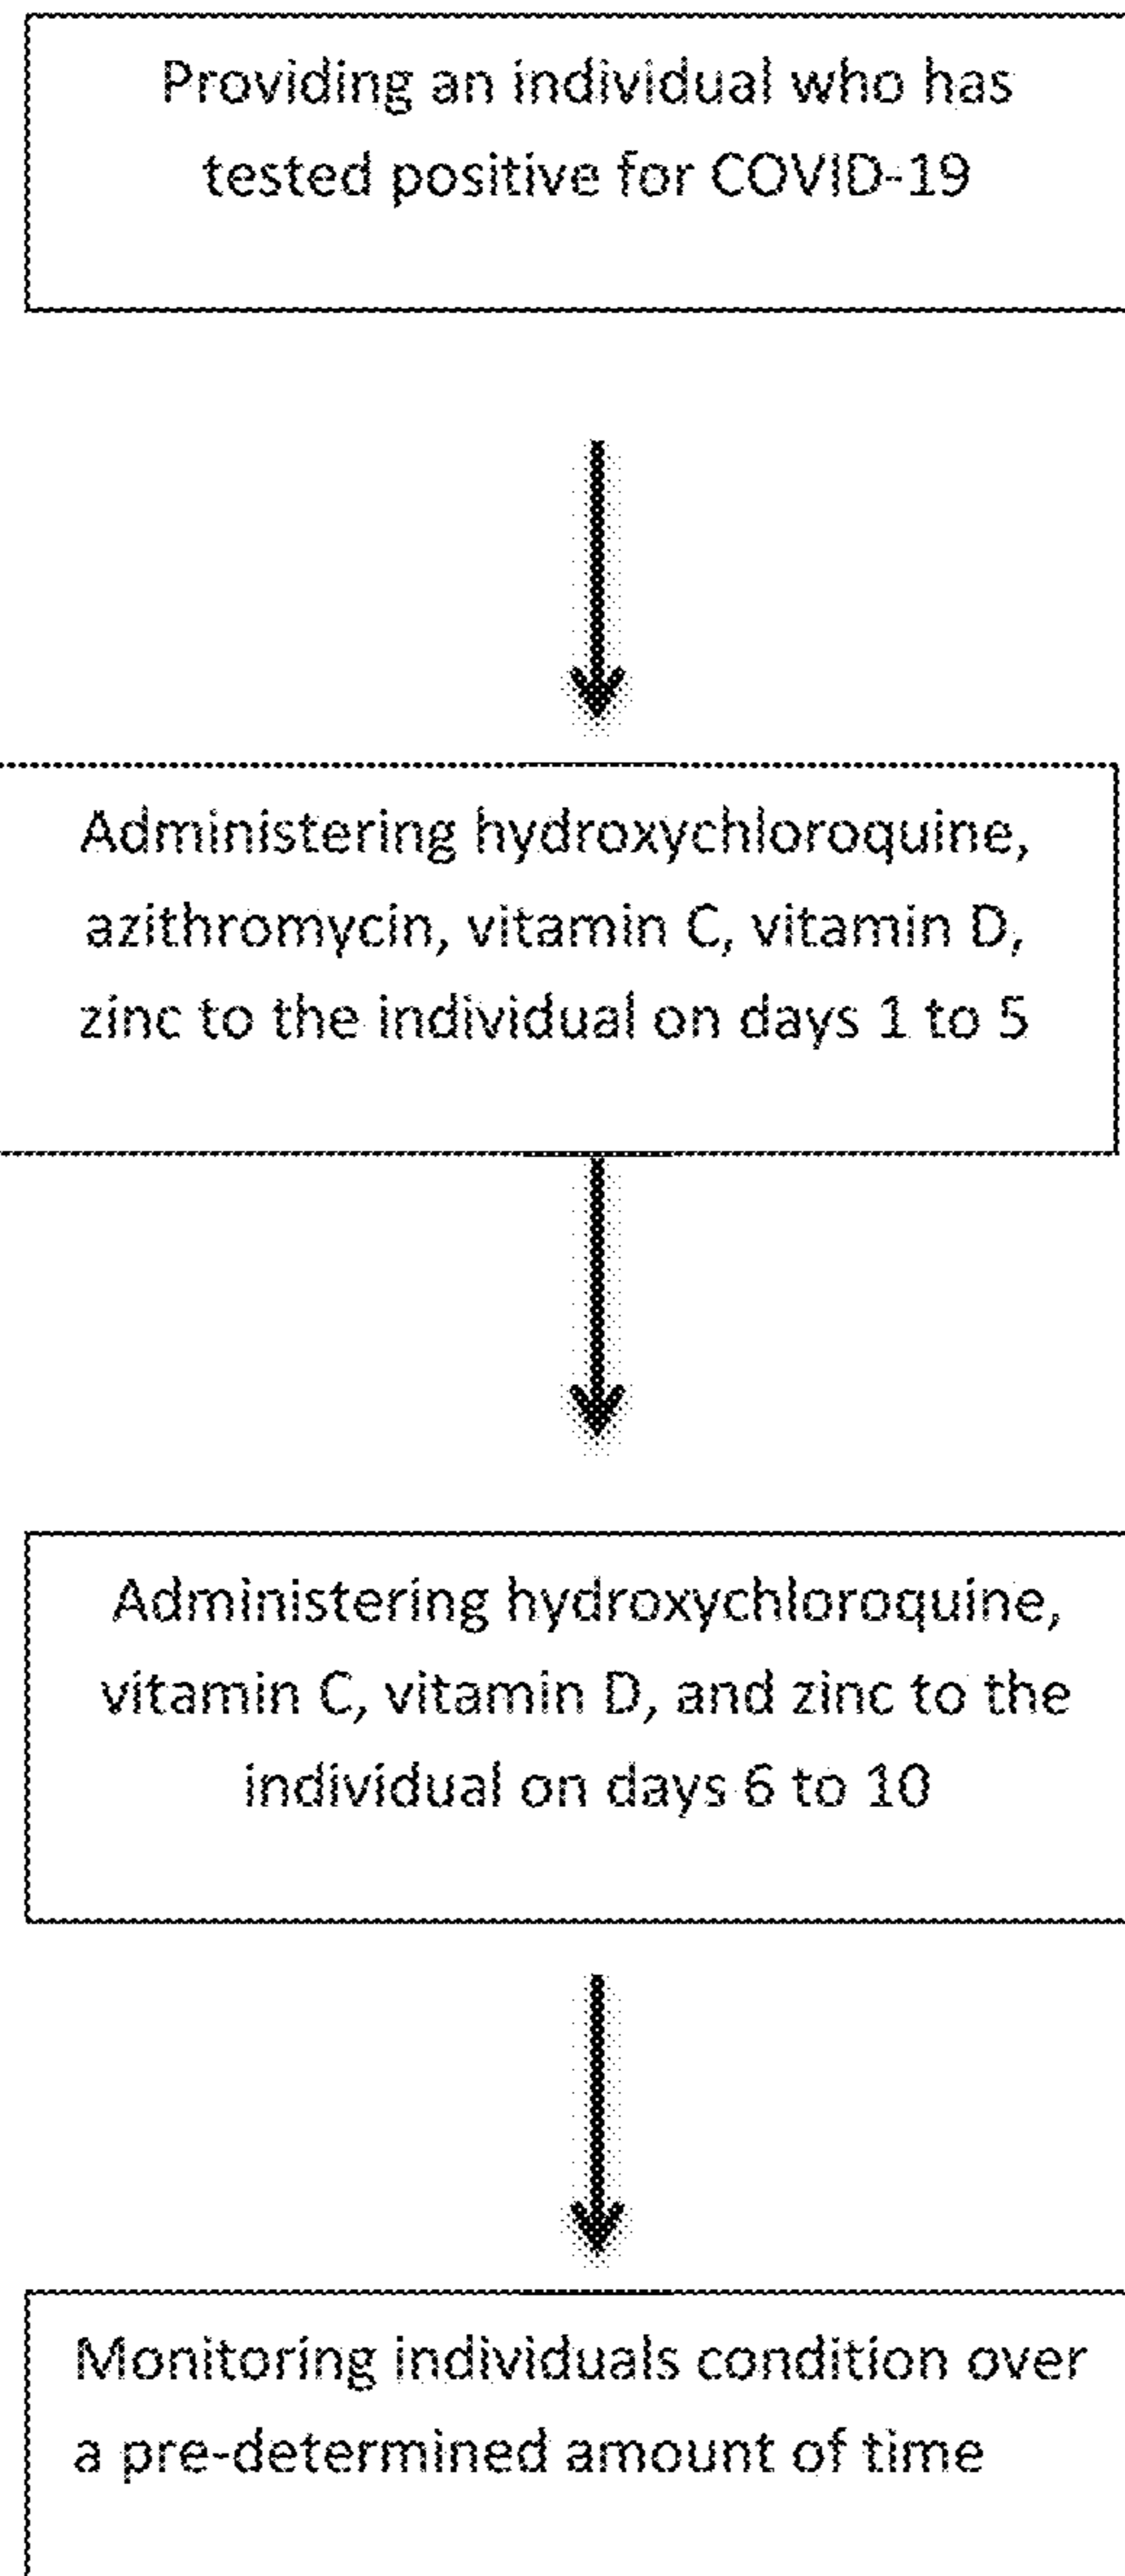 Providing an individual who has
tested positive for COVID-19
Administering hydroxychloroquine,
azithromycin, vitamin C, vitamin D,
zinc to the individual on days 1 to 5
Administering hydroxychloroquine,
vitamin C, vitamin D, and zinc to the
individual on days 6 to 10
Monitoring individuals condition over
a pre-determined amount of time